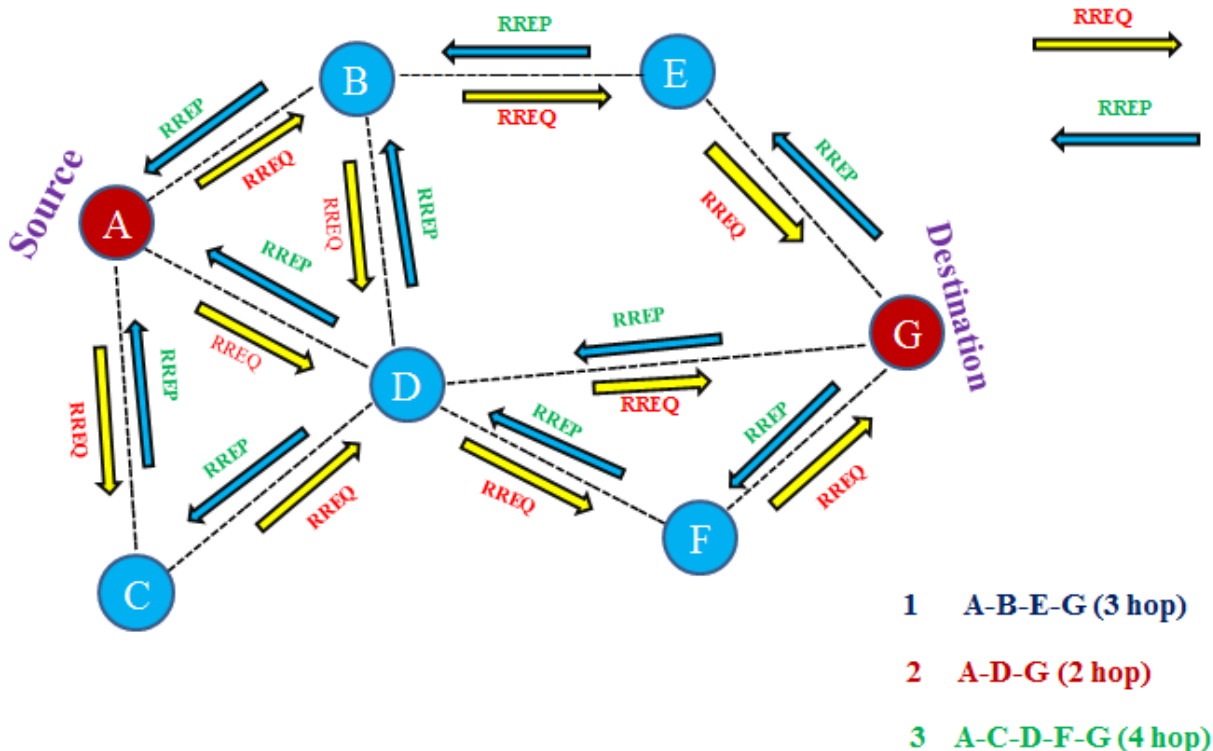 RREP
RREQ
B
E
RREP
RREQ
RREP
RREP
RREQ
Source
A
RREQ
RREP
RREP
RREQ
Destination
G
RREP
RREQ
RREP
RREQ
RREP
RREQ
D
RREP
RREQ
RREP
RREQ
RREP
RREQ
RREP
RREQ
F
C
1 A-B-E-G (3 hop)
2 A-D-G (2 hop)
3 A-C-D-F-G (4 hop)